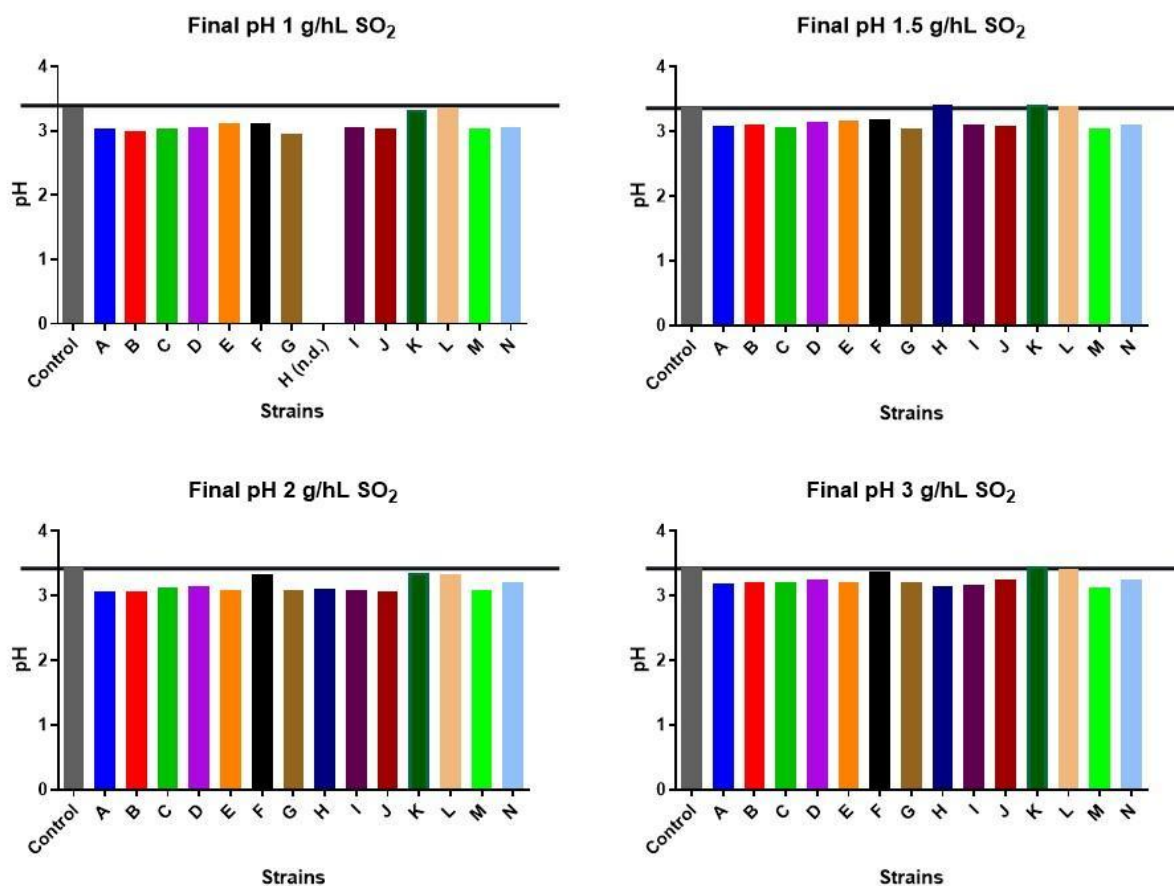 Final pH 1 g/hL SO2
4
3
2
1
0
pH
Control A B C D E F G H (n.d.) I J K L M N
Strains
Final pH 1.5 g/hL SO2
4
3
2
1
0
pH
Control A B C D E F G H I J K L M N
Strains
Final pH 2 g/hL SO2
4
3
2
1
0
pH
Control A B C D E F G H I J K L M N
Strains
Final pH 3 g/hL SO2
4
3
2
1
0
pH
Control A B C D E F G H I J K L M N
Strains